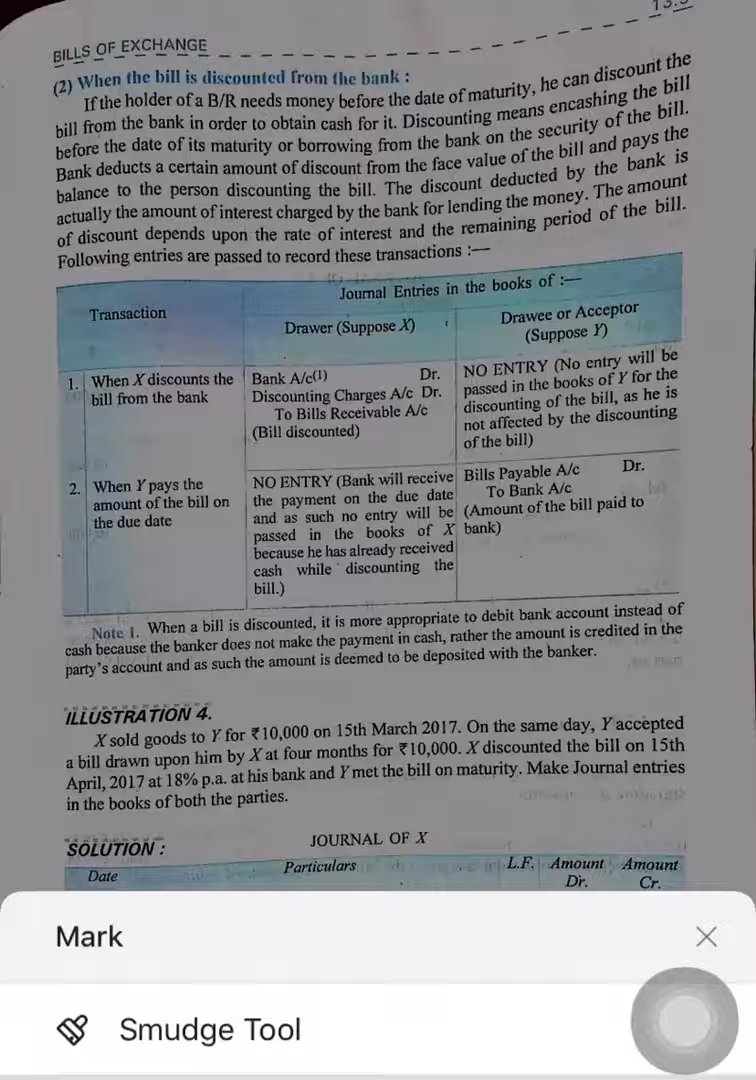 BILLS OF EXCHANGE
(2) When the bill is discounted from the bank :
If the holder of a B/R needs money before the date of maturity, he can discount the
bill from the bank in order to obtain cash for it. Discounting means encashing the bill
before the date of its maturity or borrowing from the bank on the security of the bill.
Bank deducts a certain amount of discount from the face value of the bill and pays the
balance to the person discounting the bill. The discount deducted by the bank is
actually the amount of interest charged by the bank for lending the money. The amount
of discount depends upon the rate of interest and the remaining period of the bill.
Following entries are passed to record these transactions :—
Transaction
Journal Entries in the books of :—
Drawer (Suppose X)
Drawee or Acceptor
(Suppose Y)
1. When X discounts the
bill from the bank
Bank A/c(1) Dr.
Discounting Charges A/c Dr.
To Bills Receivable A/c
(Bill discounted)
NO ENTRY (No entry will be
passed in the books of Y for the
discounting of the bill, as he is
not affected by the discounting
of the bill)
2. When Y pays the
amount of the bill on
the due date
NO ENTRY (Bank will receive
the payment on the due date
and as such no entry will be
passed in the books of X
because he has already received
cash while discounting the
bill.)
Bills Payable A/c Dr.
To Bank A/c
(Amount of the bill paid to
bank)
Note 1. When a bill is discounted, it is more appropriate to debit bank account instead of
cash because the banker does not make the payment in cash, rather the amount is credited in the
party's account and as such the amount is deemed to be deposited with the banker.
ILLUSTRATION 4.
X sold goods to Y for ₹10,000 on 15th March 2017. On the same day, Y accepted
a bill drawn upon him by X at four months for ₹10,000. X discounted the bill on 15th
April, 2017 at 18% p.a. at his bank and Y met the bill on maturity. Make Journal entries
in the books of both the parties.
SOLUTION :
JOURNAL OF X
Date Particulars L.F. Amount Amount
Dr. Cr.
Mark
Smudge Tool